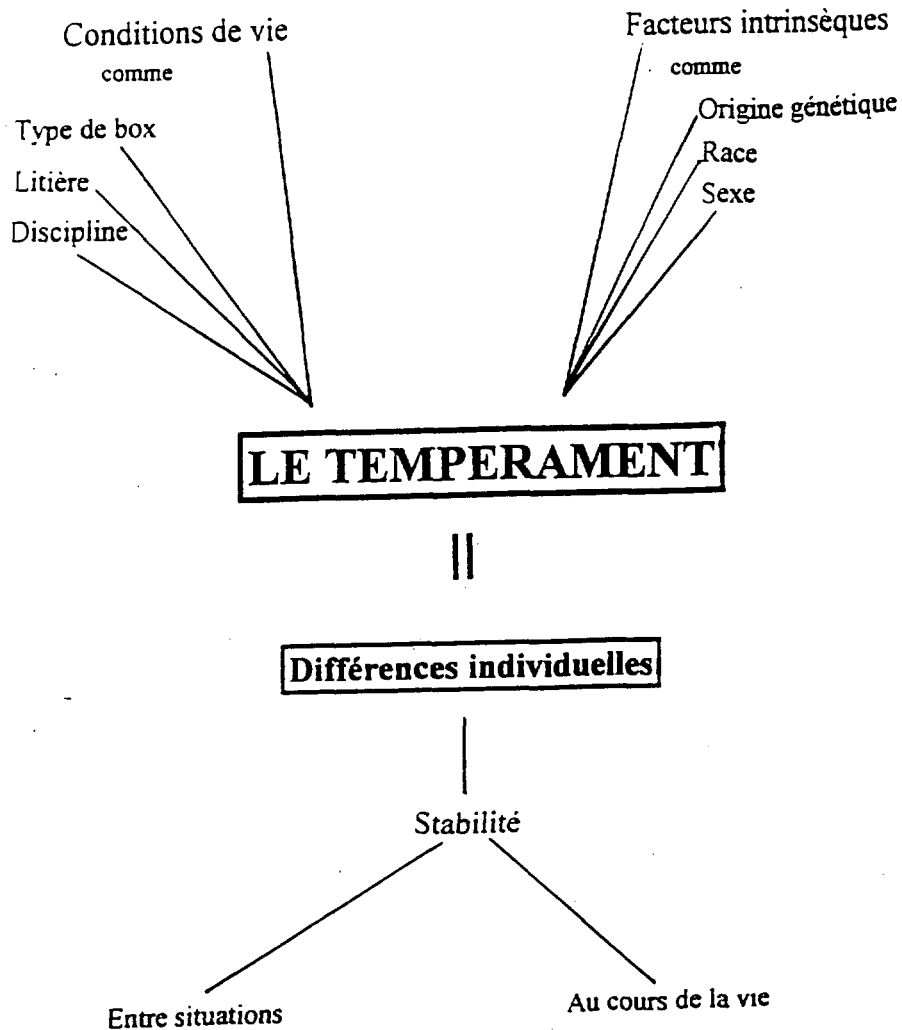 Conditions de vie
comme
Type de box
Litière
Discipline
Facteurs intrinsèques
comme
Origine génétique
Race
Sexe
LE TEMPERAMENT
Différences individuelles
Stabilité
Entre situations
Au cours de la vie